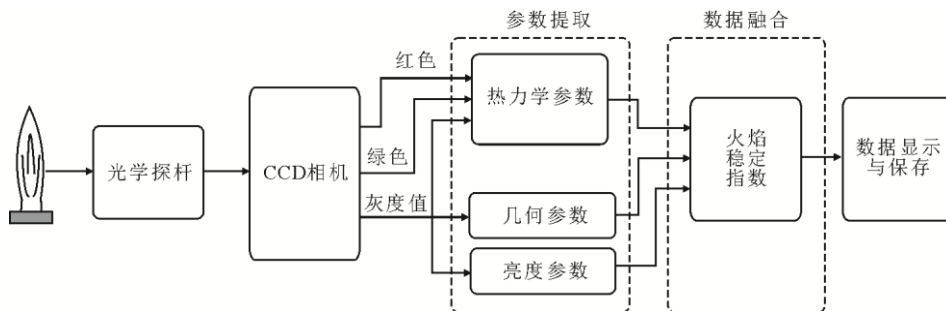 参数提取
数据融合
红色
热力学参数
光学探杆
CCD相机
绿色
火焰
稳定
指数
数据显示
与保存
灰度值
几何参数
亮度参数